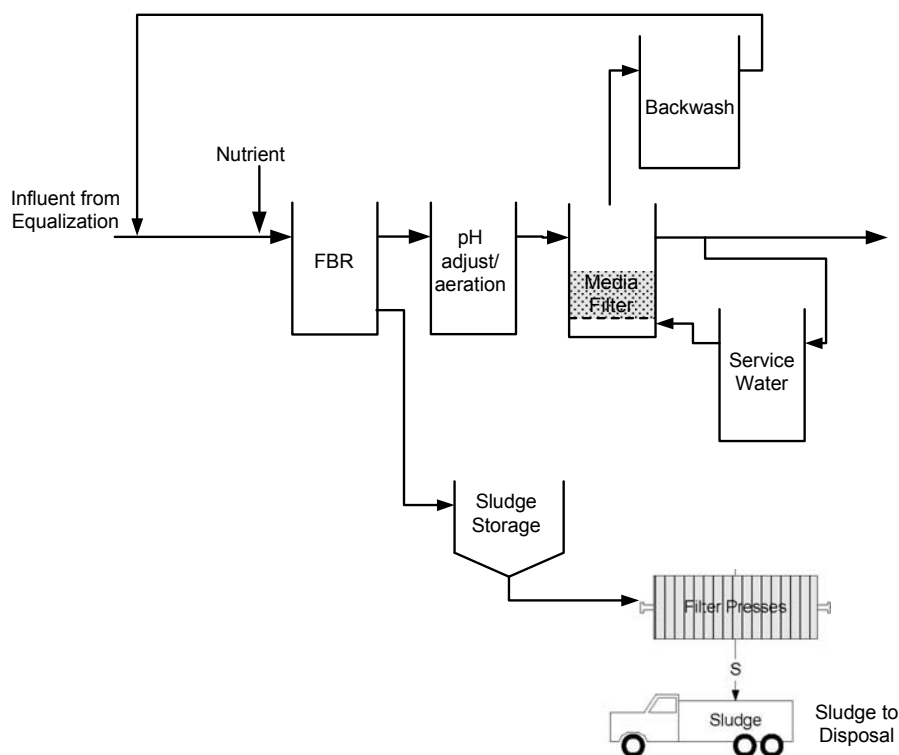 Backwash
Nutrient
Influent from
Equalization
FBR
pH
adjust/
aeration
Media
Filter
Service
Water
Sludge
Storage
Filter Presses
S
Sludge
Sludge to
Disposal